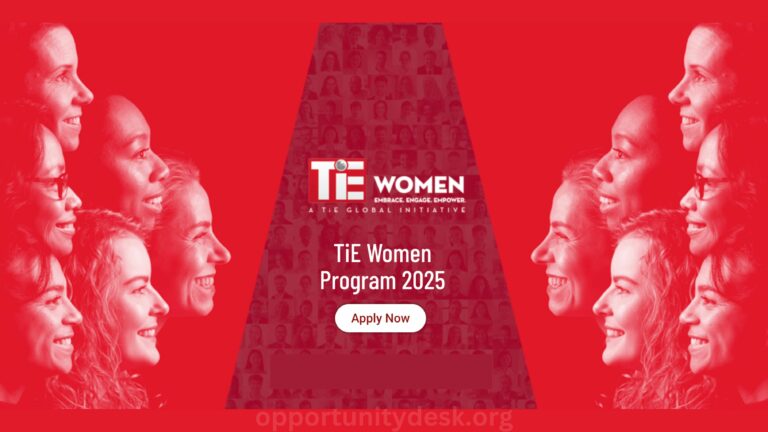 TiE WOMEN
EMBRACE. ENGAGE. EMPOWER.
A TiE GLOBAL INITIATIVE
TiE Women
Program 2025
Apply Now
opportunitydesk.org